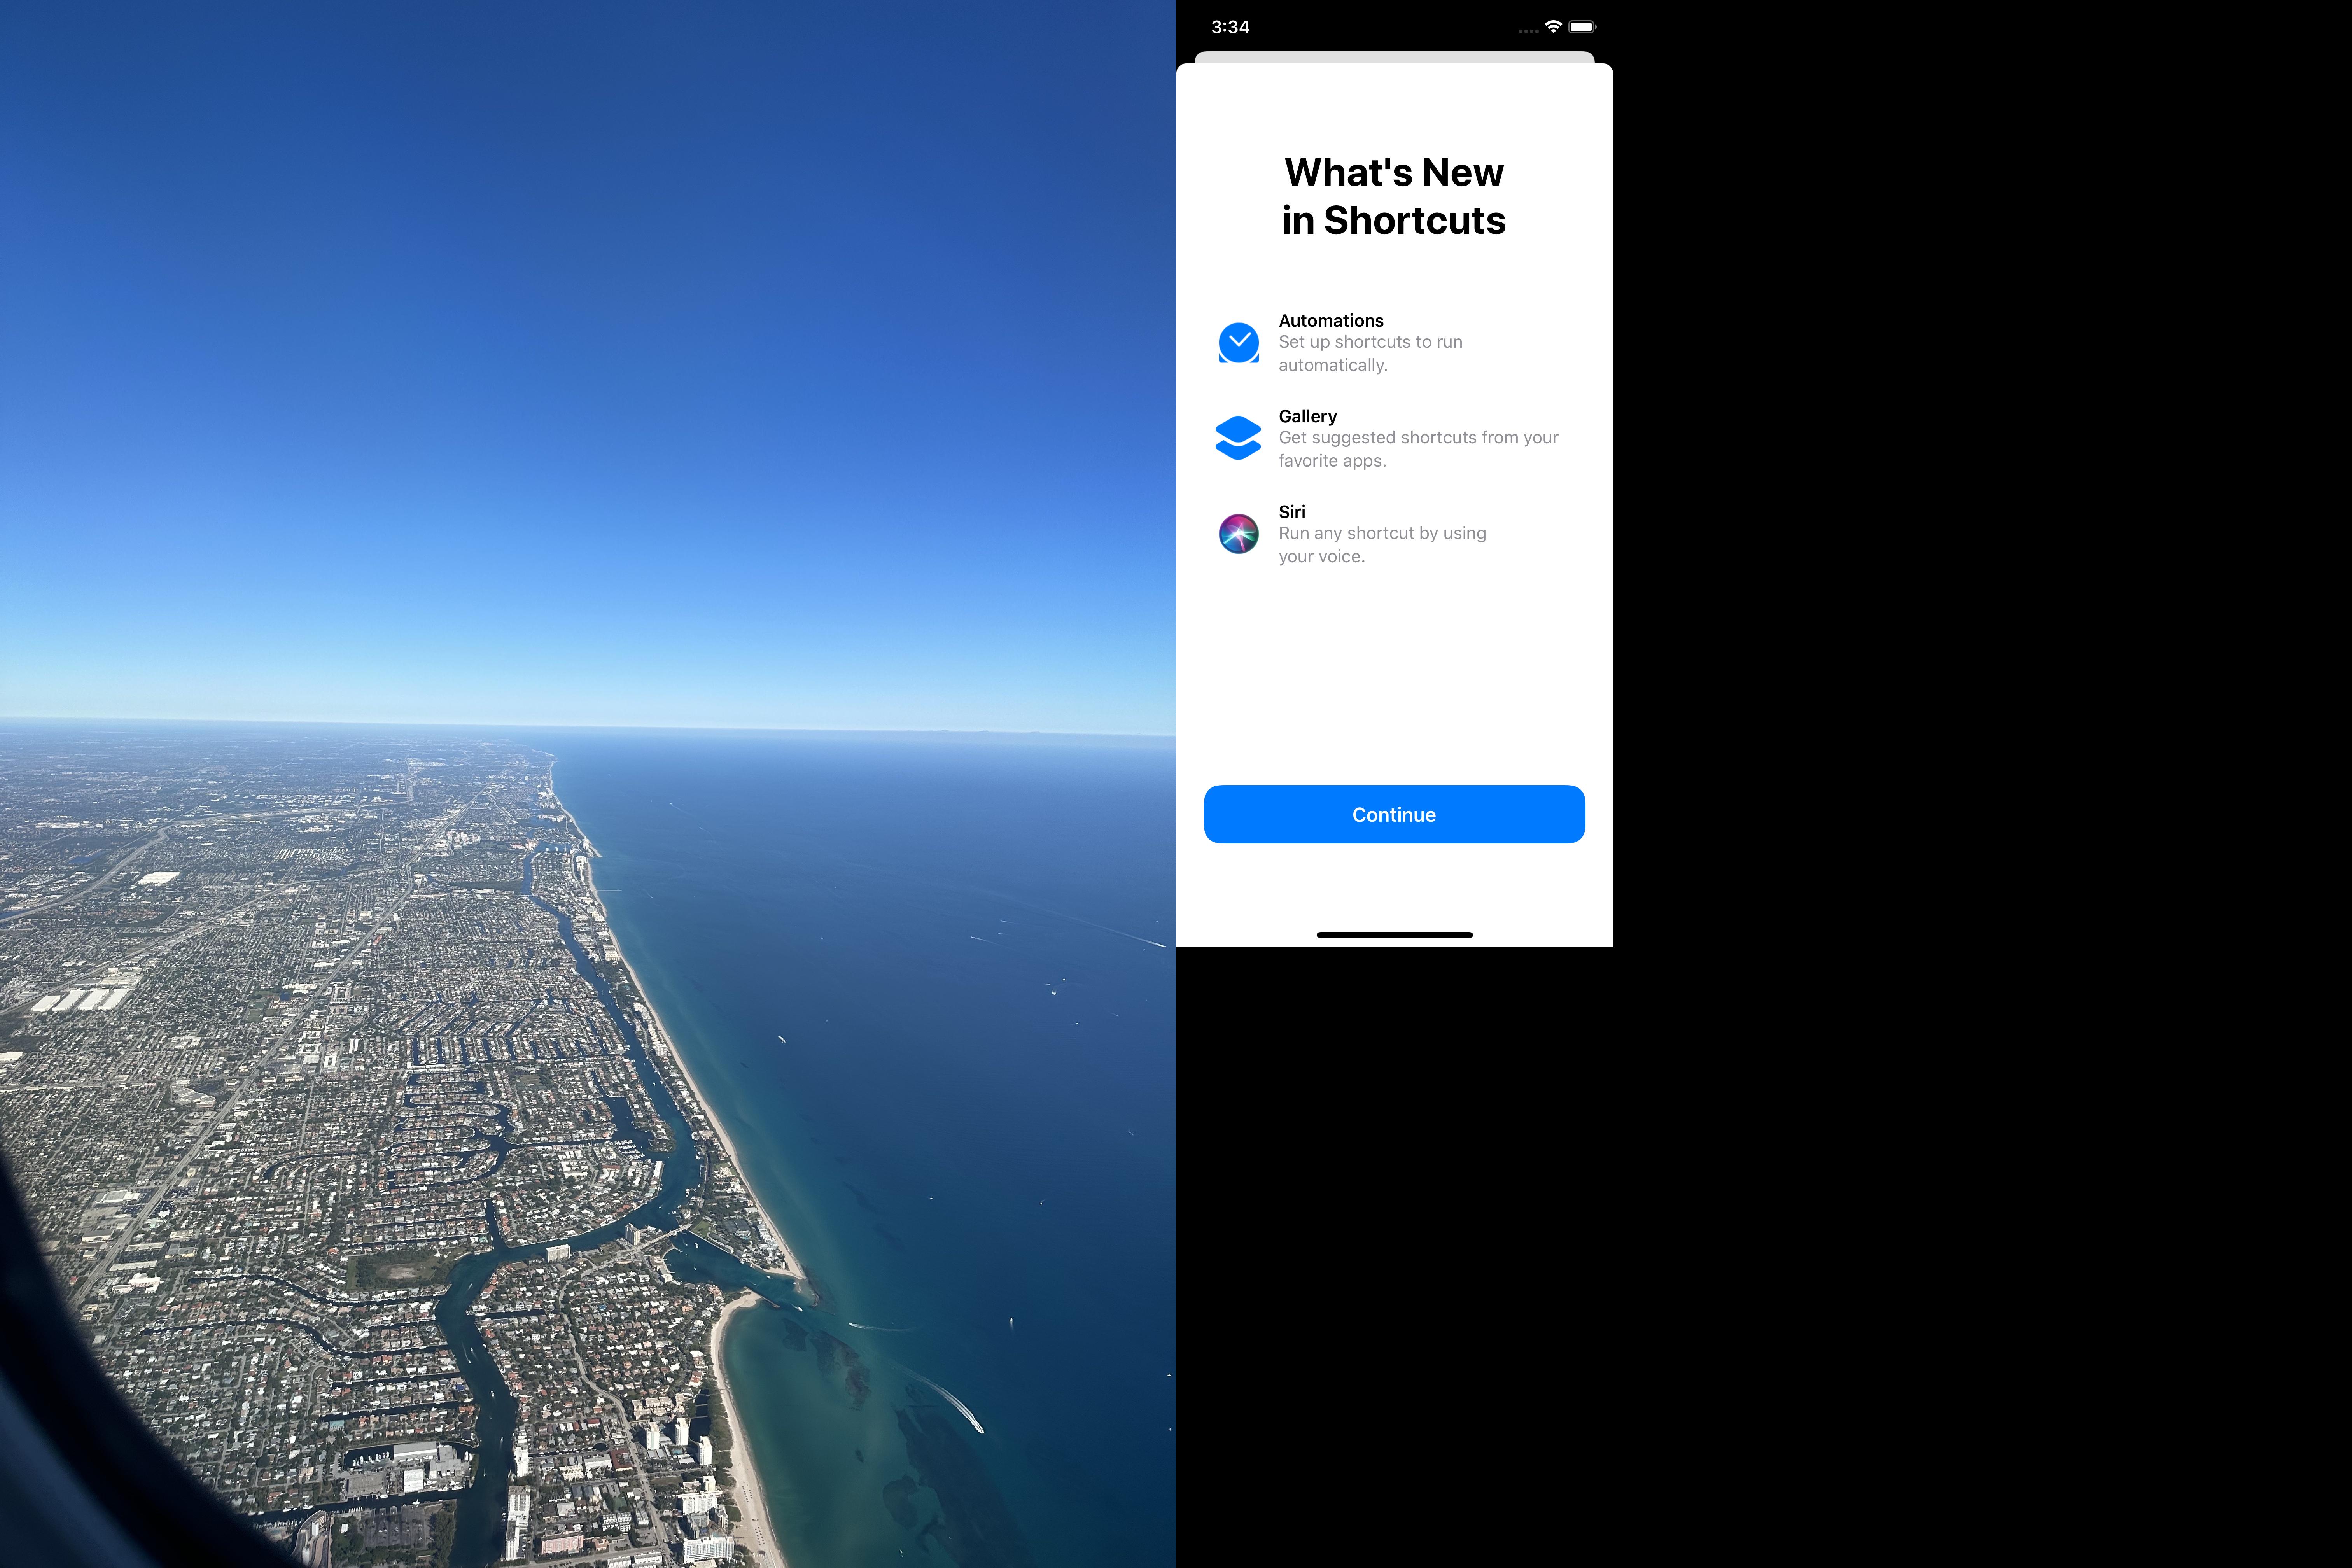 3:34
What's New
in Shortcuts
Automations
Set up shortcuts to run
automatically.
Gallery
Get suggested shortcuts from your
favorite apps.
Siri
Run any shortcut by using
your voice.
Continue